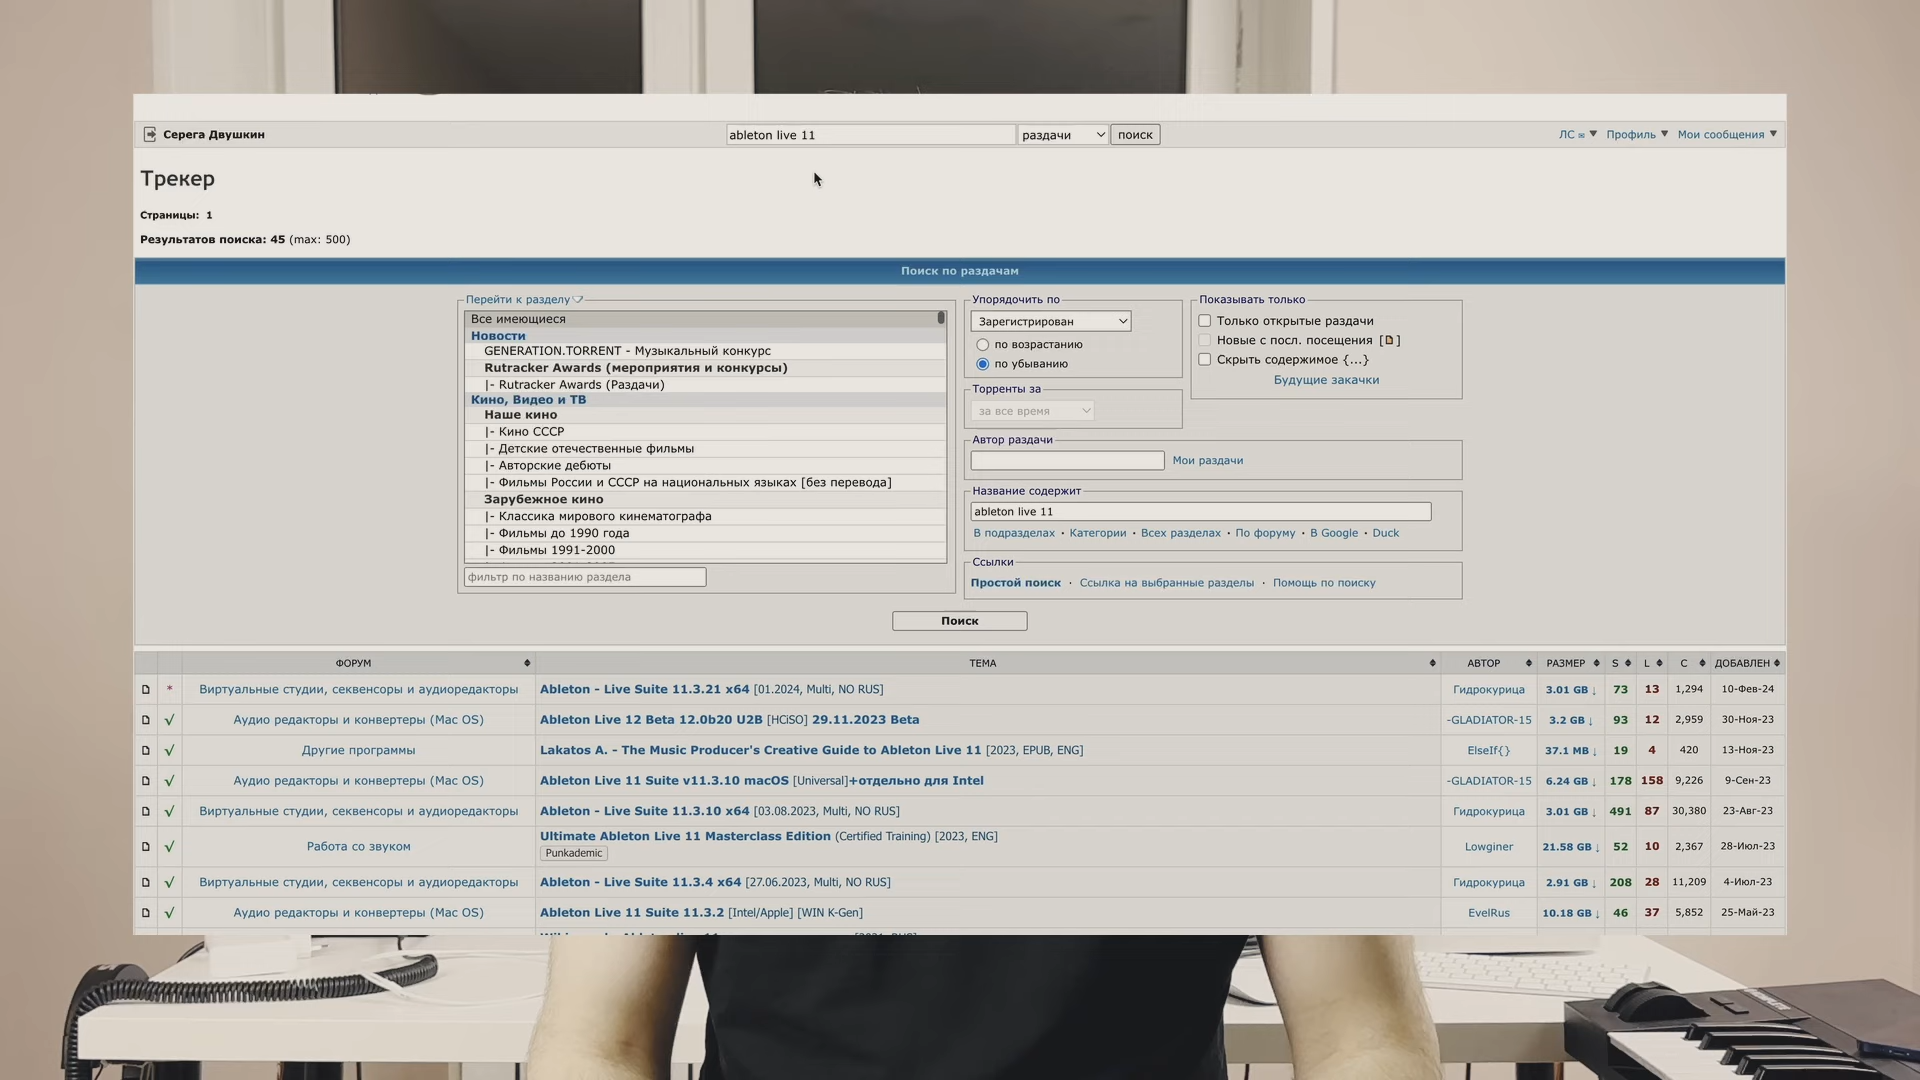 Серега Двушкин
ableton live 11
раздачи
поиск
ЛС
Профиль
Мои сообщения
Трекер
Страницы: 1
Результатов поиска: 45 (max: 500)
Поиск по раздачам
Перейти к разделу
Все имеющиеся
Новости
GENERATION.TORRENT - Музыкальный конкурс
Rutracker Awards (мероприятия и конкурсы)
|- Rutracker Awards (Раздачи)
Кино, Видео и ТВ
Наше кино
|- Кино СССР
|- Детские отечественные фильмы
|- Авторские дебюты
|- Фильмы России и СССР на национальных языках [без перевода]
Зарубежное кино
|- Классика мирового кинематографа
|- Фильмы до 1990 года
|- Фильмы 1991-2000
фильтр по названию раздела
Упорядочить по
Зарегистрирован
по возрастанию
по убыванию
Торренты за
за все время
Показывать только
Только открытые раздачи
Новые с посл. посещения []
Скрыть содержимое {...}
Будущие закачки
Автор раздачи
Мои раздачи
Название содержит
ableton live 11
В подразделах · Категории · Всех разделах · По форуму · В Google · Duck
Ссылки
Простой поиск · Ссылка на выбранные разделы · Помощь по поиску
Поиск
ФОРУМ ТЕМА АВТОР РАЗМЕР S L C ДОБАВЛЕН
* Виртуальные студии, секвенсоры и аудиоредакторы Ableton - Live Suite 11.3.21 x64 [01.2024, Multi, NO RUS] Гидрокурица 3.01 GB ↓ 73 13 1,294 10-Фев-24
√ Аудио редакторы и конвертеры (Mac OS) Ableton Live 12 Beta 12.0b20 U2B [HCiSO] 29.11.2023 Beta -GLADIATOR-15 3.2 GB ↓ 93 12 2,959 30-Ноя-23
√ Другие программы Lakatos A. - The Music Producer's Creative Guide to Ableton Live 11 [2023, EPUB, ENG] ElseIf{} 37.1 MB ↓ 19 4 420 13-Ноя-23
√ Аудио редакторы и конвертеры (Mac OS) Ableton Live 11 Suite v11.3.10 macOS [Universal]+отдельно для Intel -GLADIATOR-15 6.24 GB ↓ 178 158 9,226 9-Сен-23
√ Виртуальные студии, секвенсоры и аудиоредакторы Ableton - Live Suite 11.3.10 x64 [03.08.2023, Multi, NO RUS] Гидрокурица 3.01 GB ↓ 491 87 30,380 23-Авг-23
√ Работа со звуком Ultimate Ableton Live 11 Masterclass Edition (Certified Training) [2023, ENG] Lowginer 21.58 GB ↓ 52 10 2,367 28-Июл-23
Punkademic
√ Виртуальные студии, секвенсоры и аудиоредакторы Ableton - Live Suite 11.3.4 x64 [27.06.2023, Multi, NO RUS] Гидрокурица 2.91 GB ↓ 208 28 11,209 4-Июл-23
√ Аудио редакторы и конвертеры (Mac OS) Ableton Live 11 Suite 11.3.2 [Intel/Apple] [WIN K-Gen] EvelRus 10.18 GB ↓ 46 37 5,852 25-Май-23